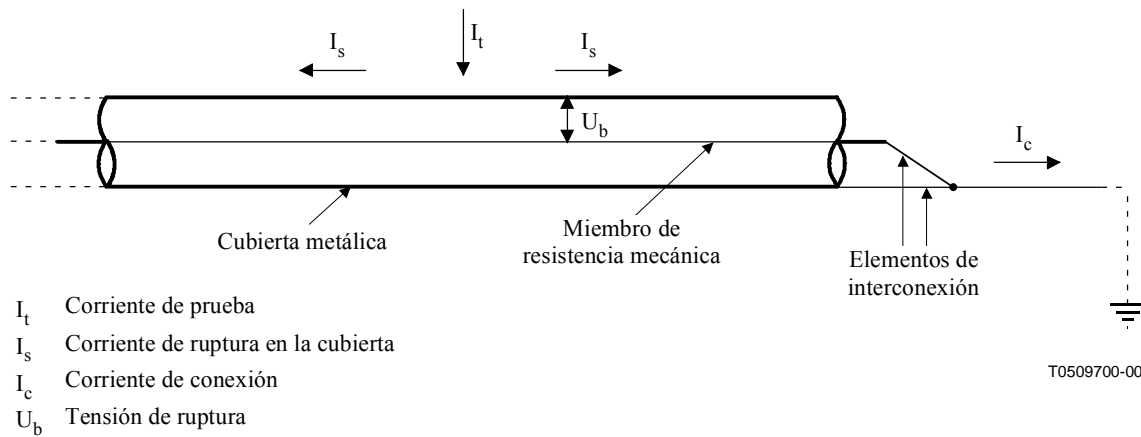 I_t
I_s
I_s
U_b
I_c
Cubierta metálica
Miembro de
resistencia mecánica
Elementos de
interconexión
I_t Corriente de prueba
I_s Corriente de ruptura en la cubierta
I_c Corriente de conexión
U_b Tensión de ruptura
T0509700-00